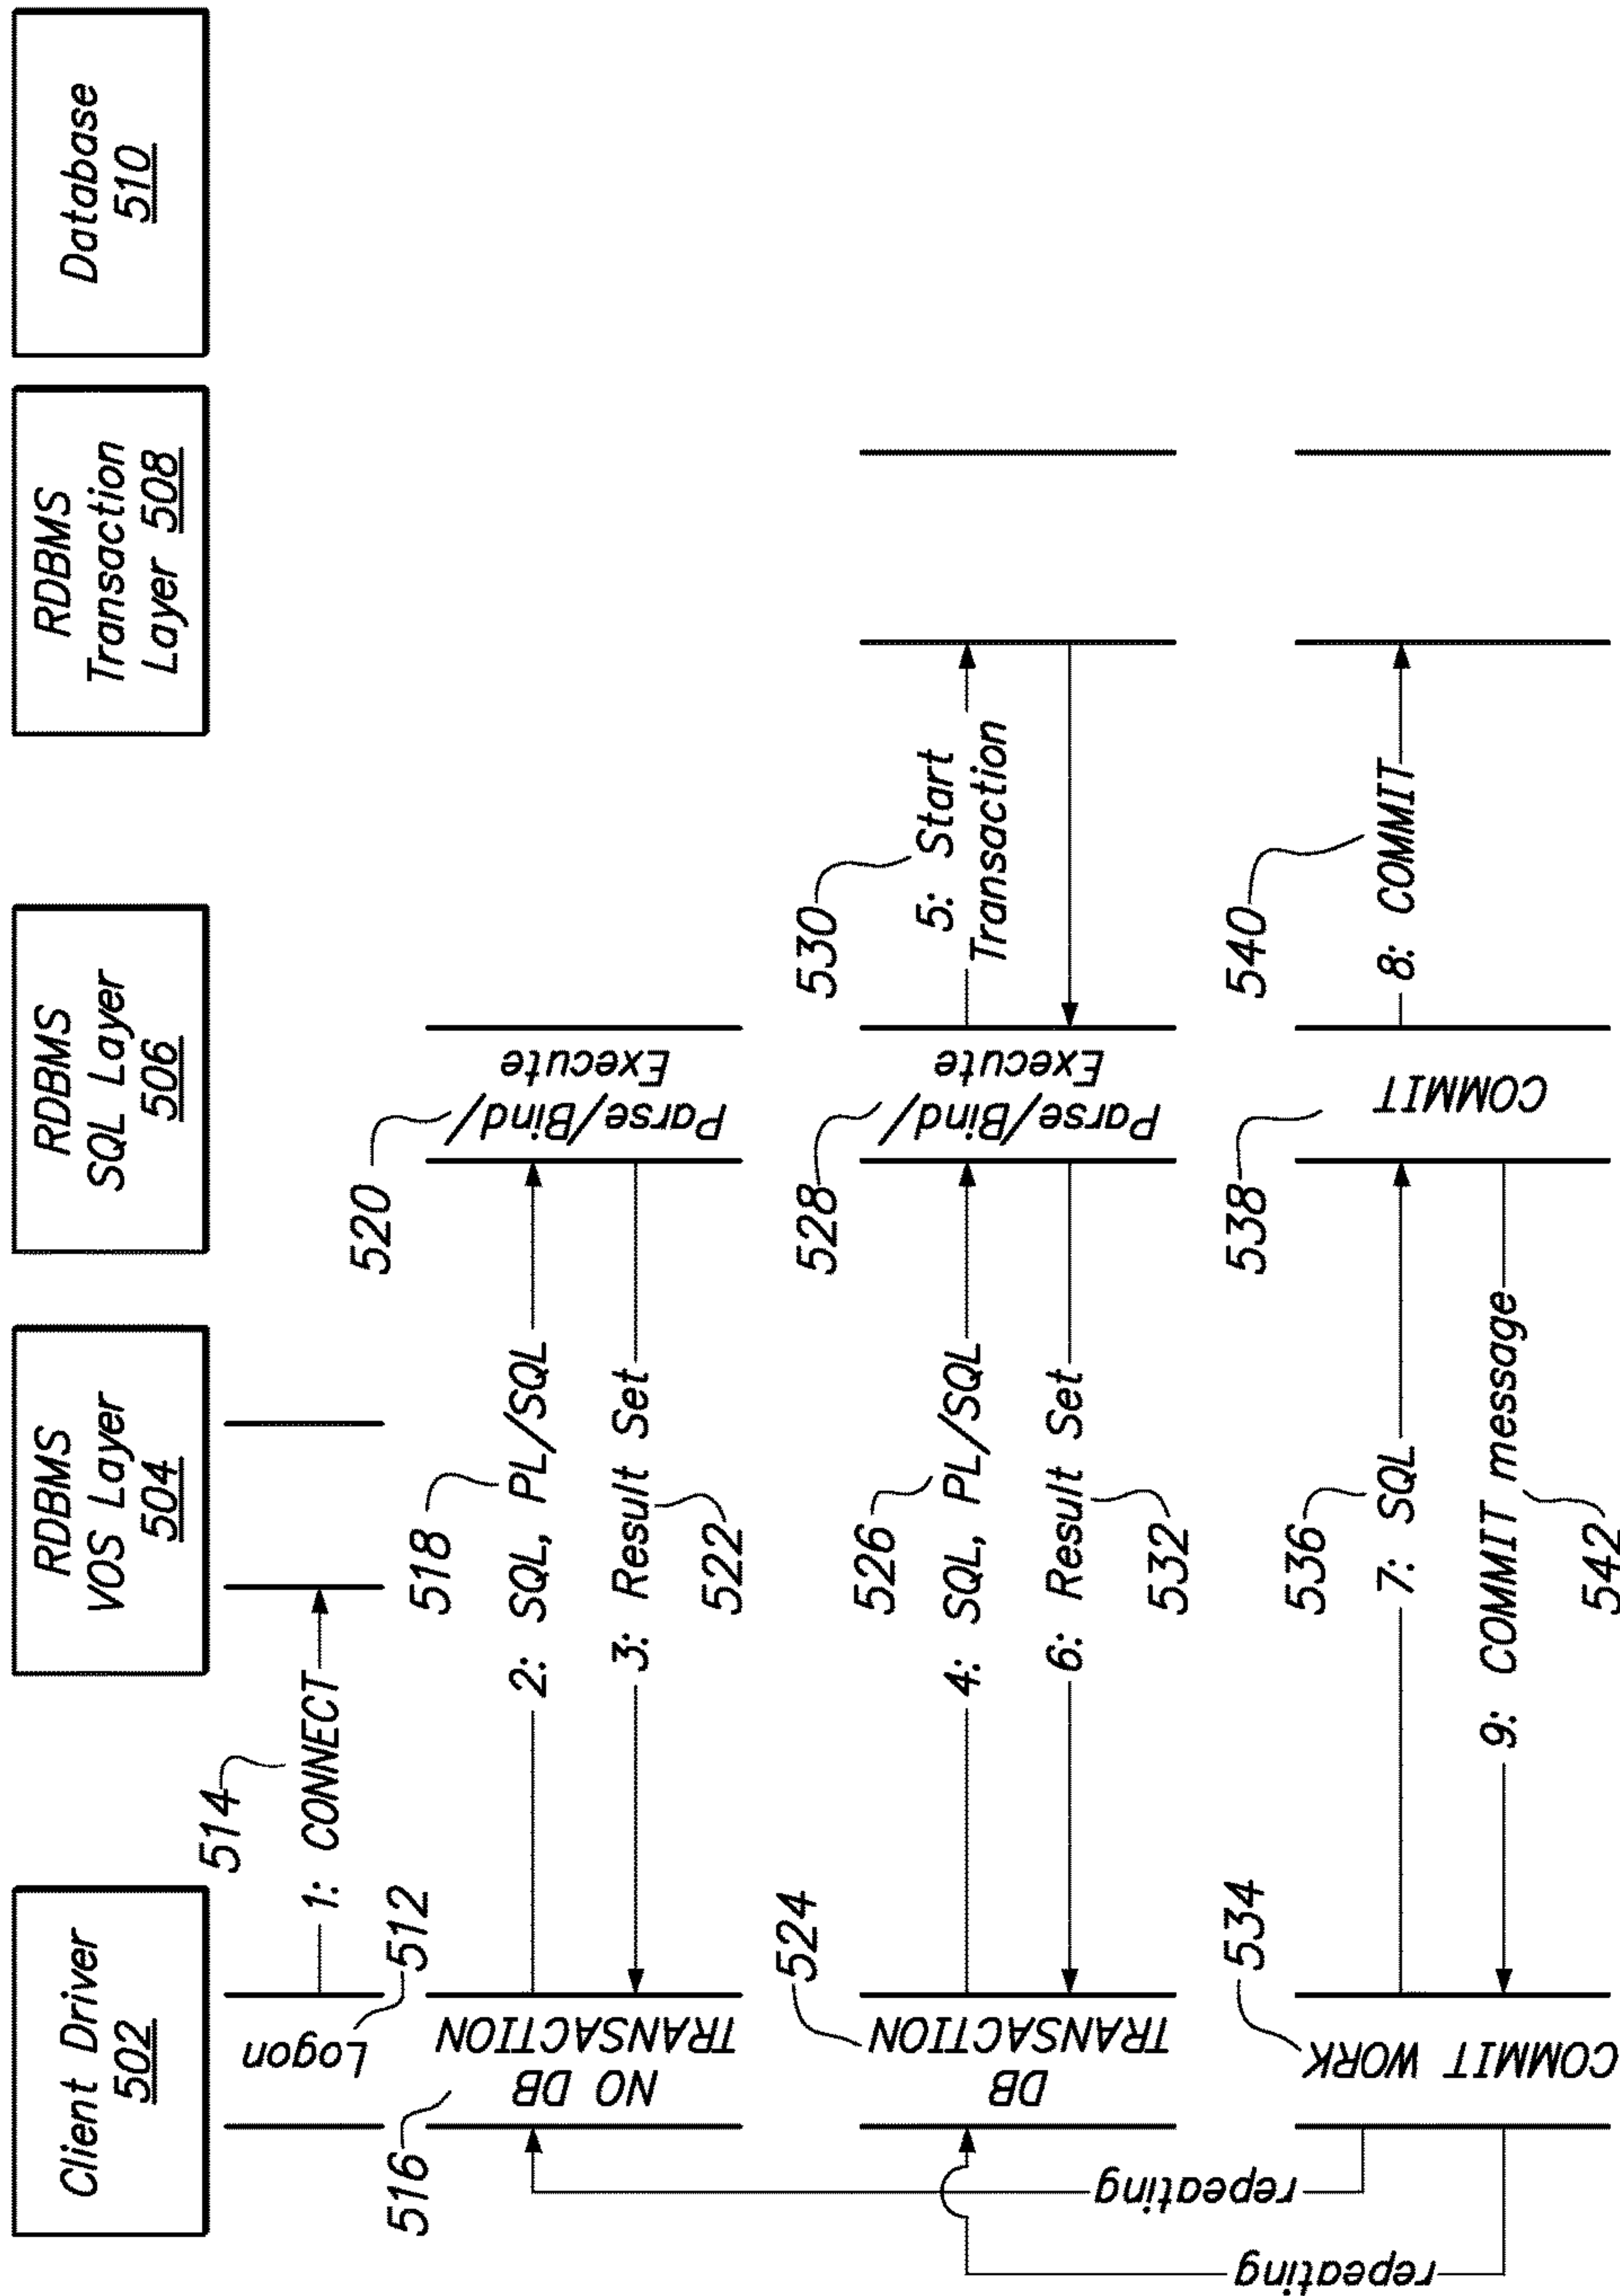 Client Driver
502
RDBMS
VOS Layer
504
RDBMS
SQL Layer
506
RDBMS
Transaction
Layer 508
Database
510
514
Logon
1: CONNECT
512
516
NO DB
TRANSACTION
518
2: SQL, PL/SQL
520
Parse/Bind/
Execute
3: Result Set
522
524
DB
TRANSACTION
526
4: SQL, PL/SQL
528
Parse/Bind/
Execute
530
5: Start
Transaction
6: Result Set
532
repeating
repeating
534
COMMIT WORK
536
7: SQL
538
COMMIT
540
8: COMMIT
9: COMMIT message
542